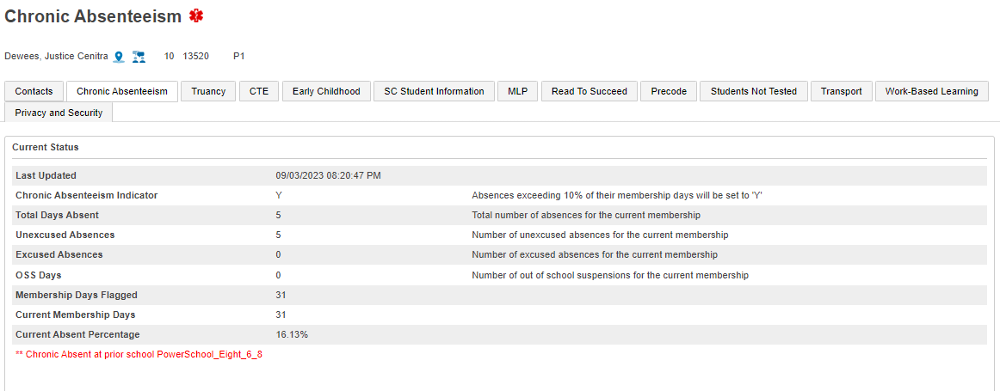 Chronic Absenteeism
Dewees, Justice Cenitra 10 13520 P1
Contacts Chronic Absenteeism Truancy CTE Early Childhood SC Student Information MLP Read To Succeed Precode Students Not Tested Transport Work-Based Learning
Privacy and Security
Current Status
Last Updated 09/03/2023 08:20:47 PM
Chronic Absenteeism Indicator Y Absences exceeding 10% of their membership days will be set to 'Y'
Total Days Absent 5 Total number of absences for the current membership
Unexcused Absences 5 Number of unexcused absences for the current membership
Excused Absences 0 Number of excused absences for the current membership
OSS Days 0 Number of out of school suspensions for the current membership
Membership Days Flagged 31
Current Membership Days 31
Current Absent Percentage 16.13%
** Chronic Absent at prior school PowerSchool_Eight_6_8